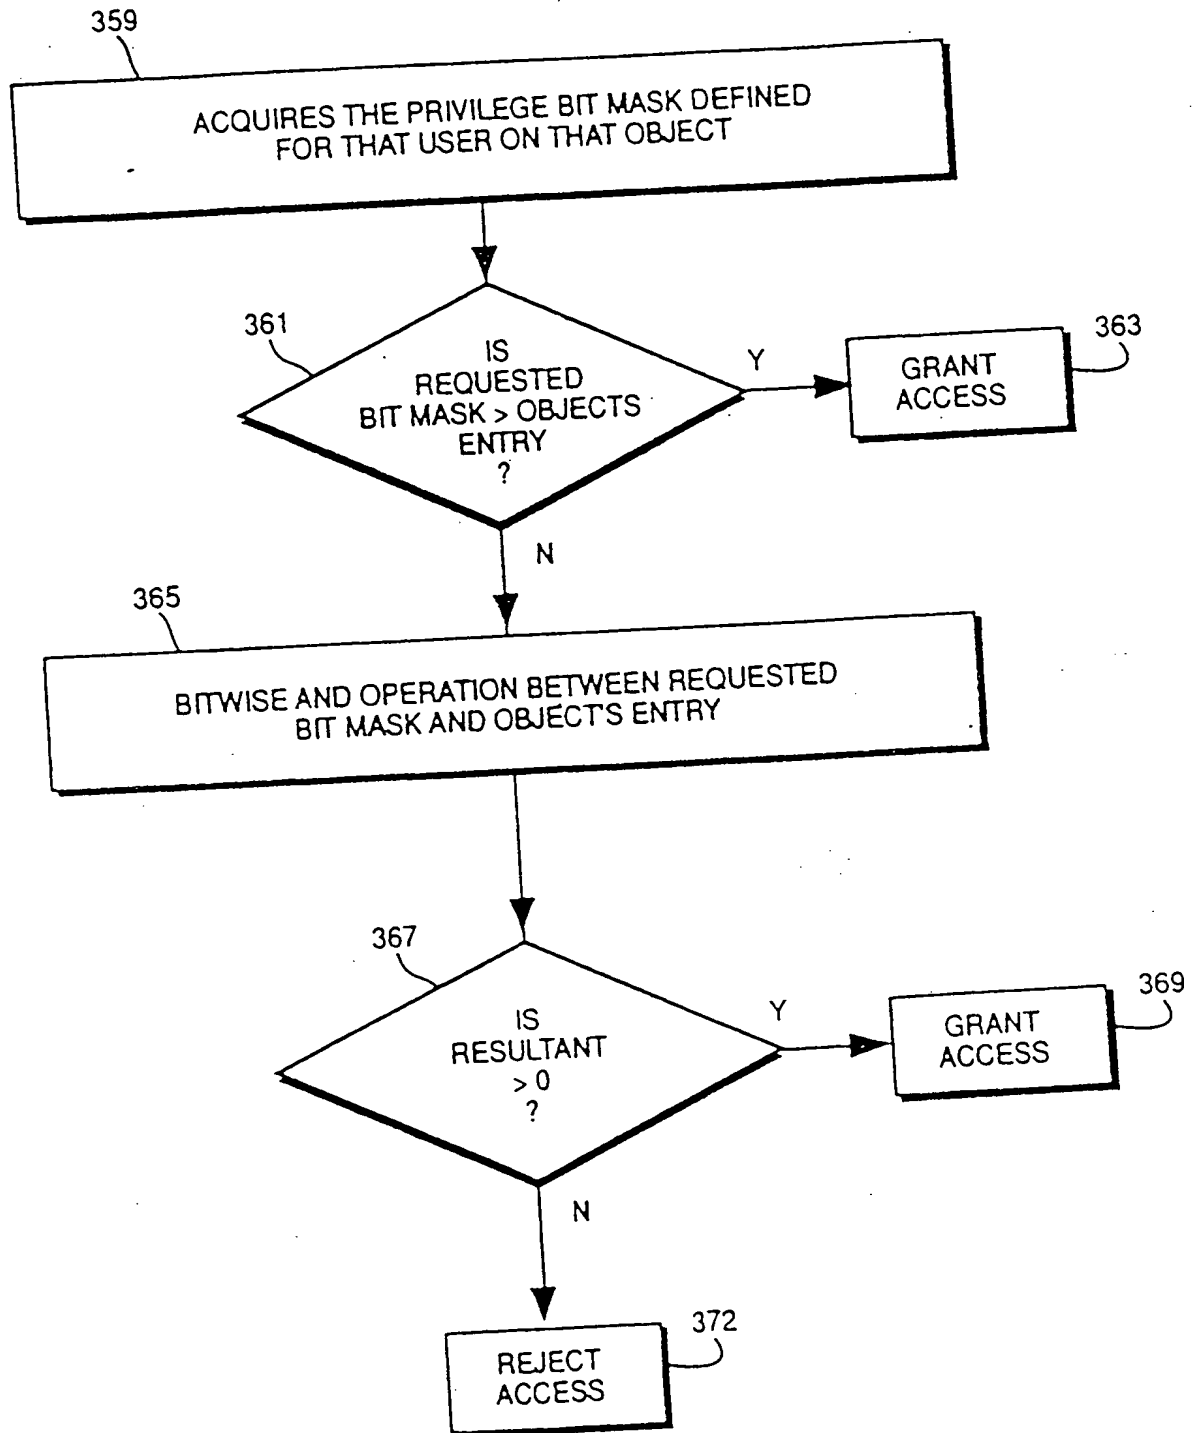 359
ACQUIRES THE PRIVILEGE BIT MASK DEFINED
FOR THAT USER ON THAT OBJECT
361
IS
REQUESTED
BIT MASK > OBJECTS
ENTRY
?
Y
GRANT
ACCESS
363
N
365
BITWISE AND OPERATION BETWEEN REQUESTED
BIT MASK AND OBJECT'S ENTRY
367
IS
RESULTANT
> 0
?
Y
GRANT
ACCESS
369
N
REJECT
ACCESS
372